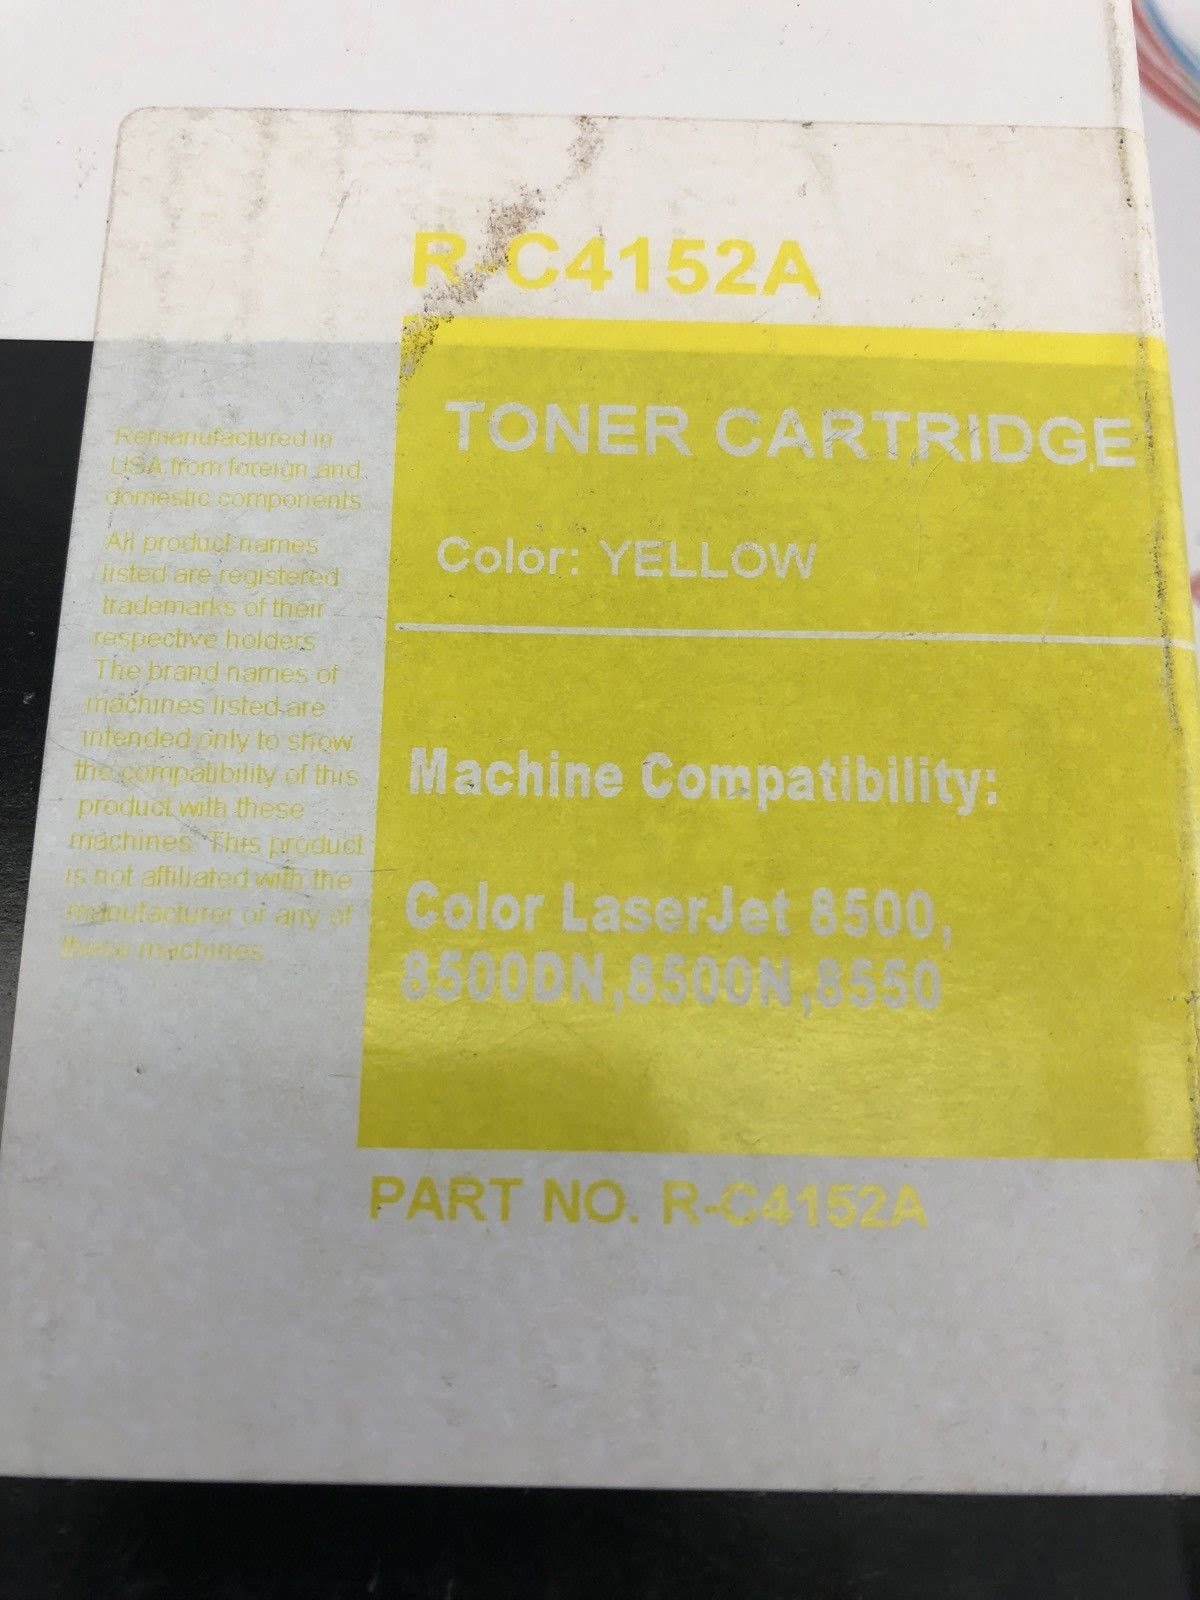 R-C4152A
TONER CARTRIDGE
Color: YELLOW
Machine Compatibility:
Color LaserJet 8500,
8500DN,8500N,8550
PART NO. R-C4152A
Remanufactured in
USA from foreign and
domestic components
All product names
listed are registered
trademarks of their
respective holders
The brand names of
machines listed are
intended only to show
the compatibility of this
product with these
machines. This product
is not affiliated with the
manufacturer or any of
these machines